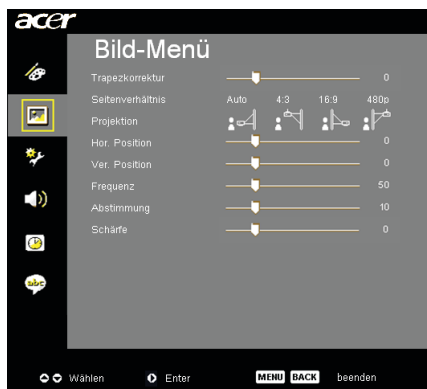 acer
Bild-Menü
Trapezkorrektur 0
Seitenverhältnis Auto 4:3 16:9 480p
Projektion
Hor. Position 0
Ver. Position 0
Frequenz 50
Abstimmung 10
Schärfe 0
abc
Wählen Enter MENU BACK beenden